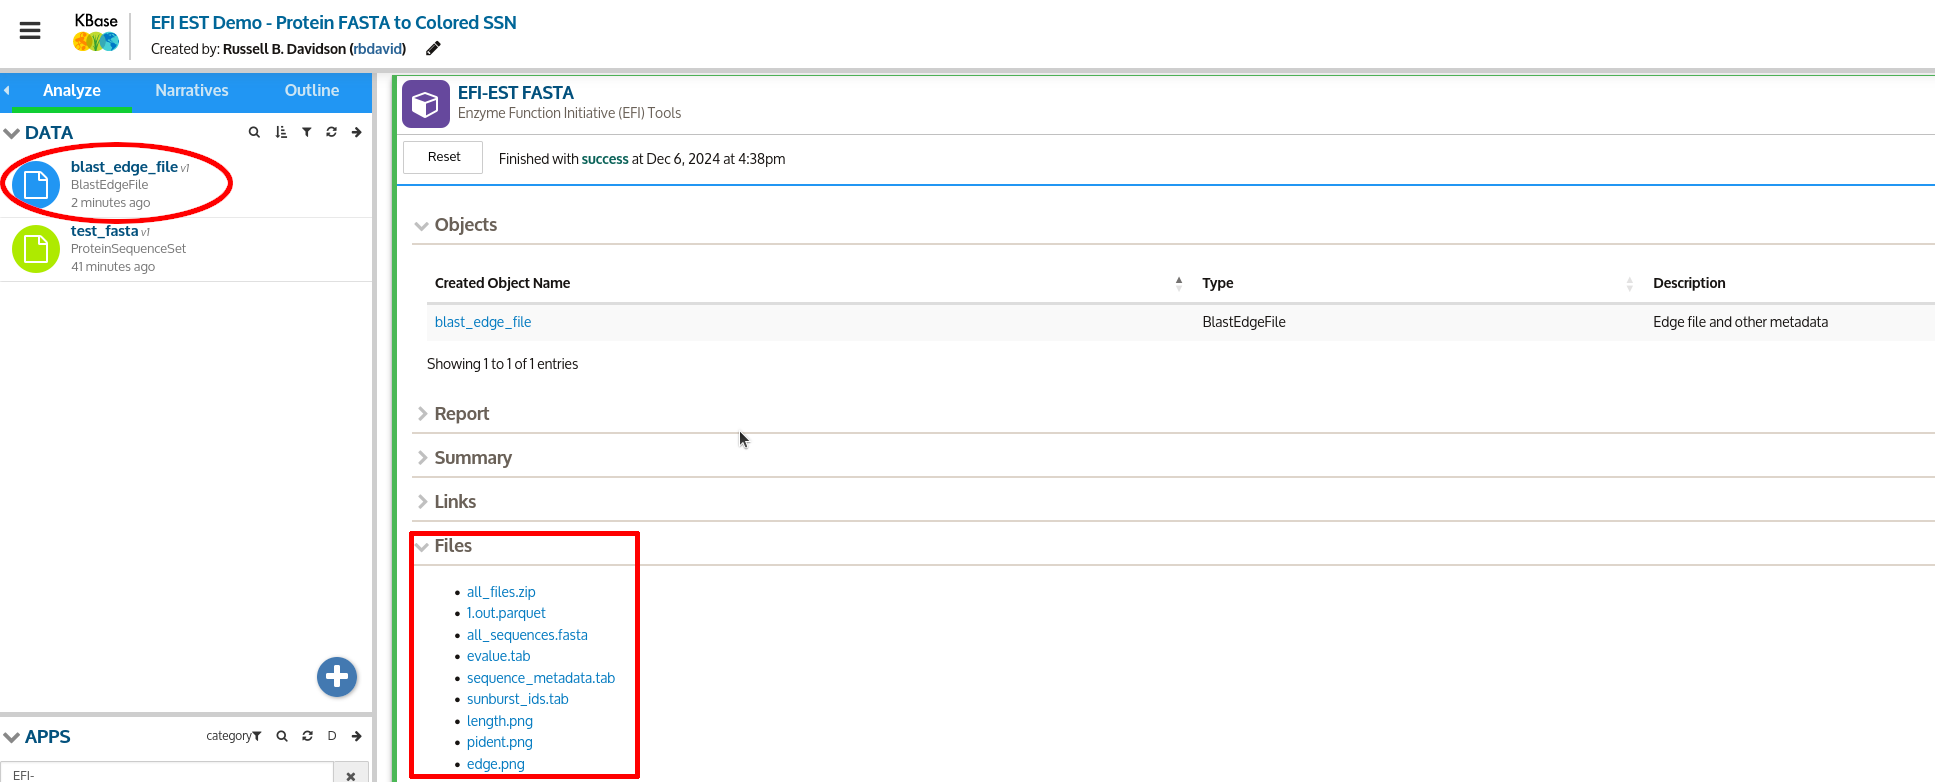 KBase
EFI EST Demo - Protein FASTA to Colored SSN
Created by: Russell B. Davidson (rbdavid)
Analyze Narratives Outline
DATA
blast_edge_file v1
BlastEdgeFile
2 minutes ago
test_fasta v1
ProteinSequenceSet
41 minutes ago
APPS category D
EFI-
EFI-EST FASTA
Enzyme Function Initiative (EFI) Tools
Reset Finished with success at Dec 6, 2024 at 4:38pm
Objects
Created Object Name Type Description
blast_edge_file BlastEdgeFile Edge file and other metadata
Showing 1 to 1 of 1 entries
Report
Summary
Links
Files
all_files.zip
1.out.parquet
all_sequences.fasta
evalue.tab
sequence_metadata.tab
sunburst_ids.tab
length.png
pident.png
edge.png